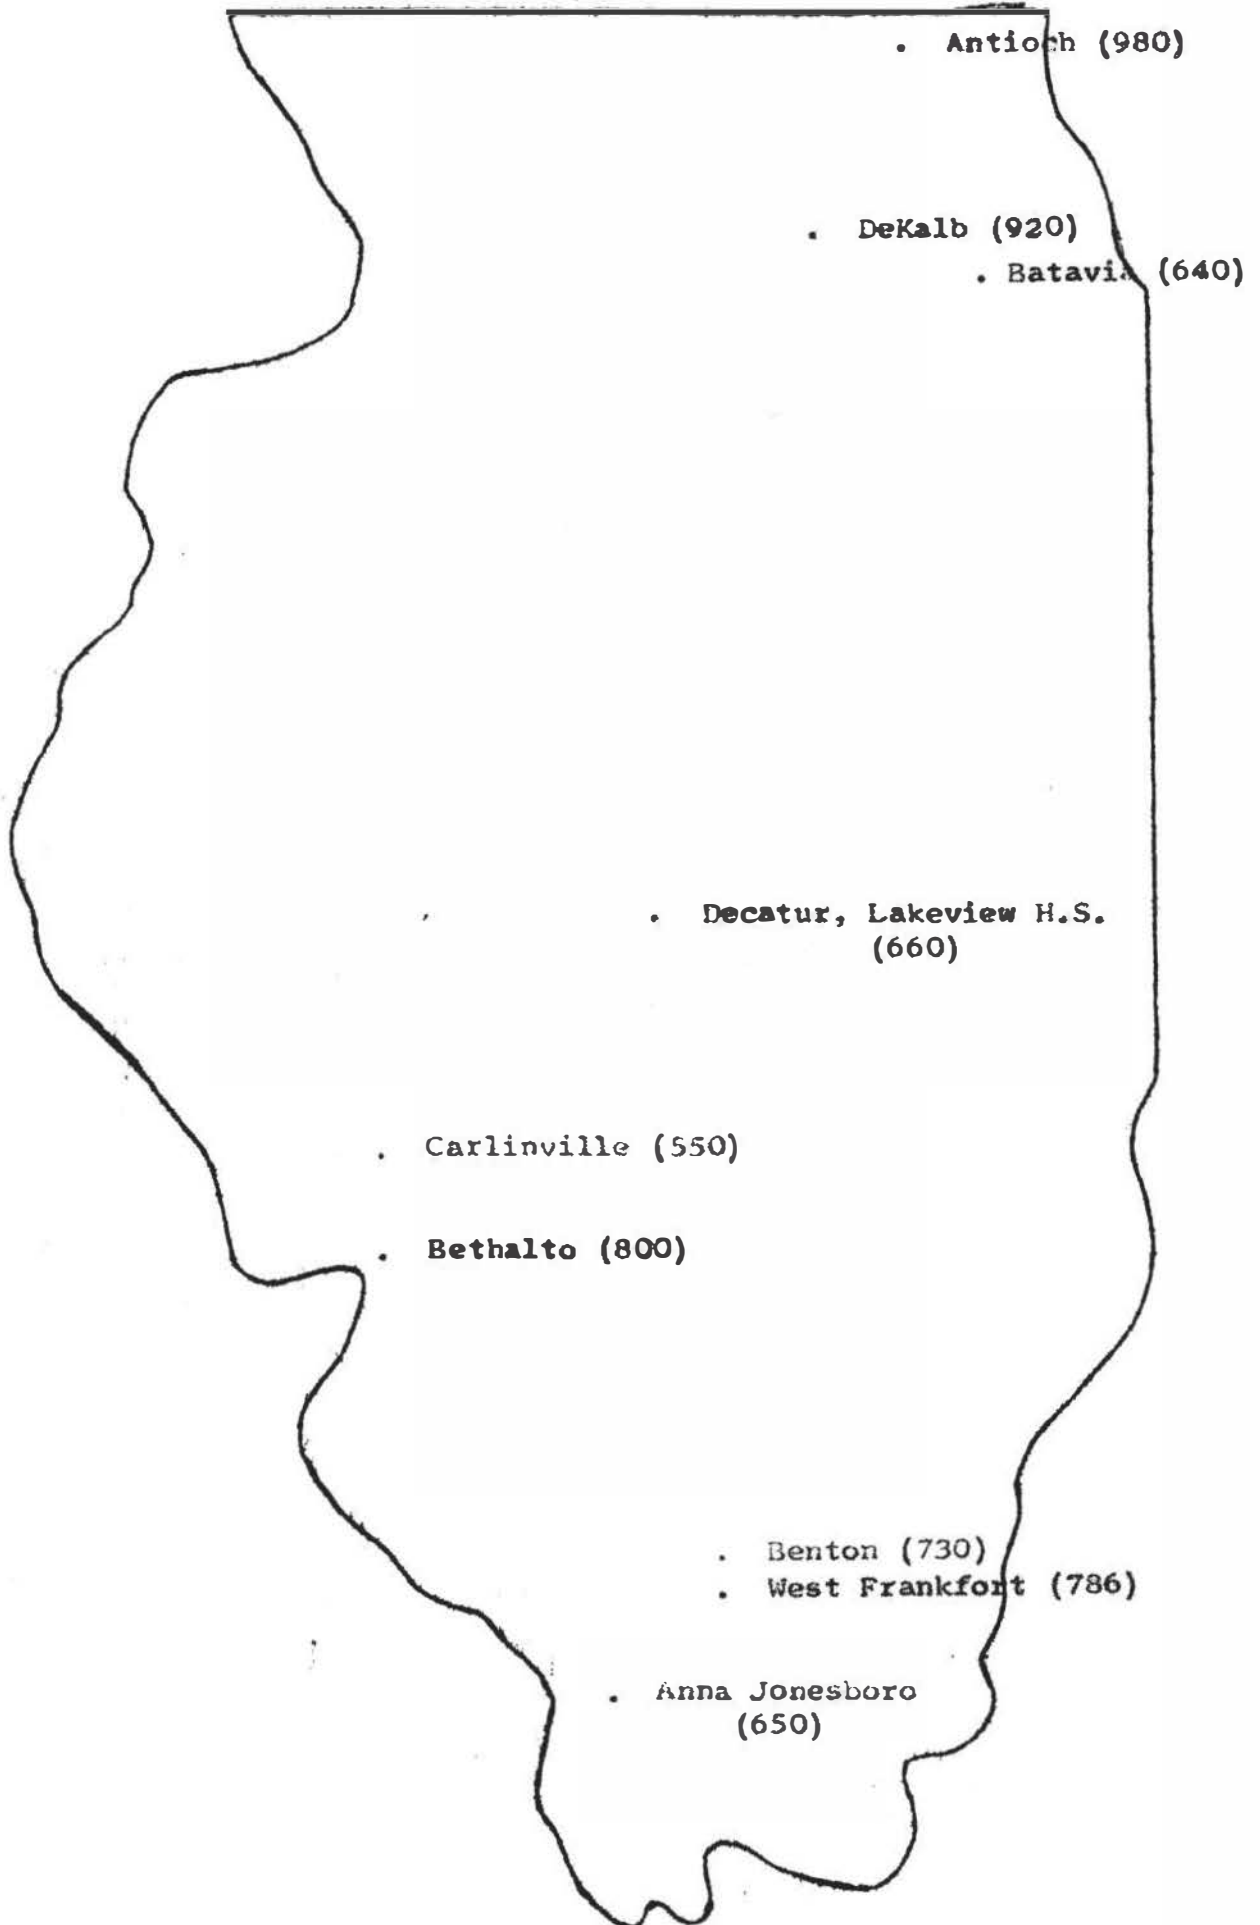 Antioch (980)
DeKalb (920)
Batavia (640)
Decatur, Lakeview H.S.
(660)
Carlinville (550)
Bethalto (800)
Benton (730)
West Frankfort (786)
Anna Jonesboro
(650)